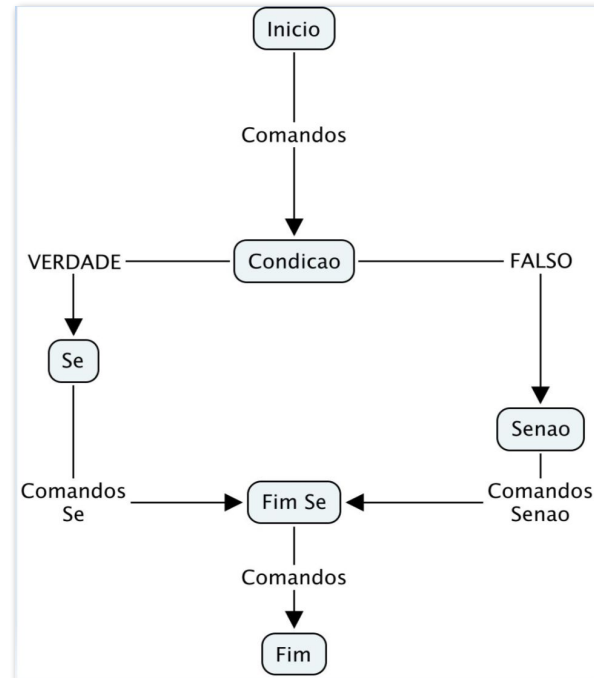 Inicio
Comandos
VERDADE
Condicao
FALSO
Se
Senao
Comandos
Se
Fim Se
Comandos
Senao
Comandos
Fim